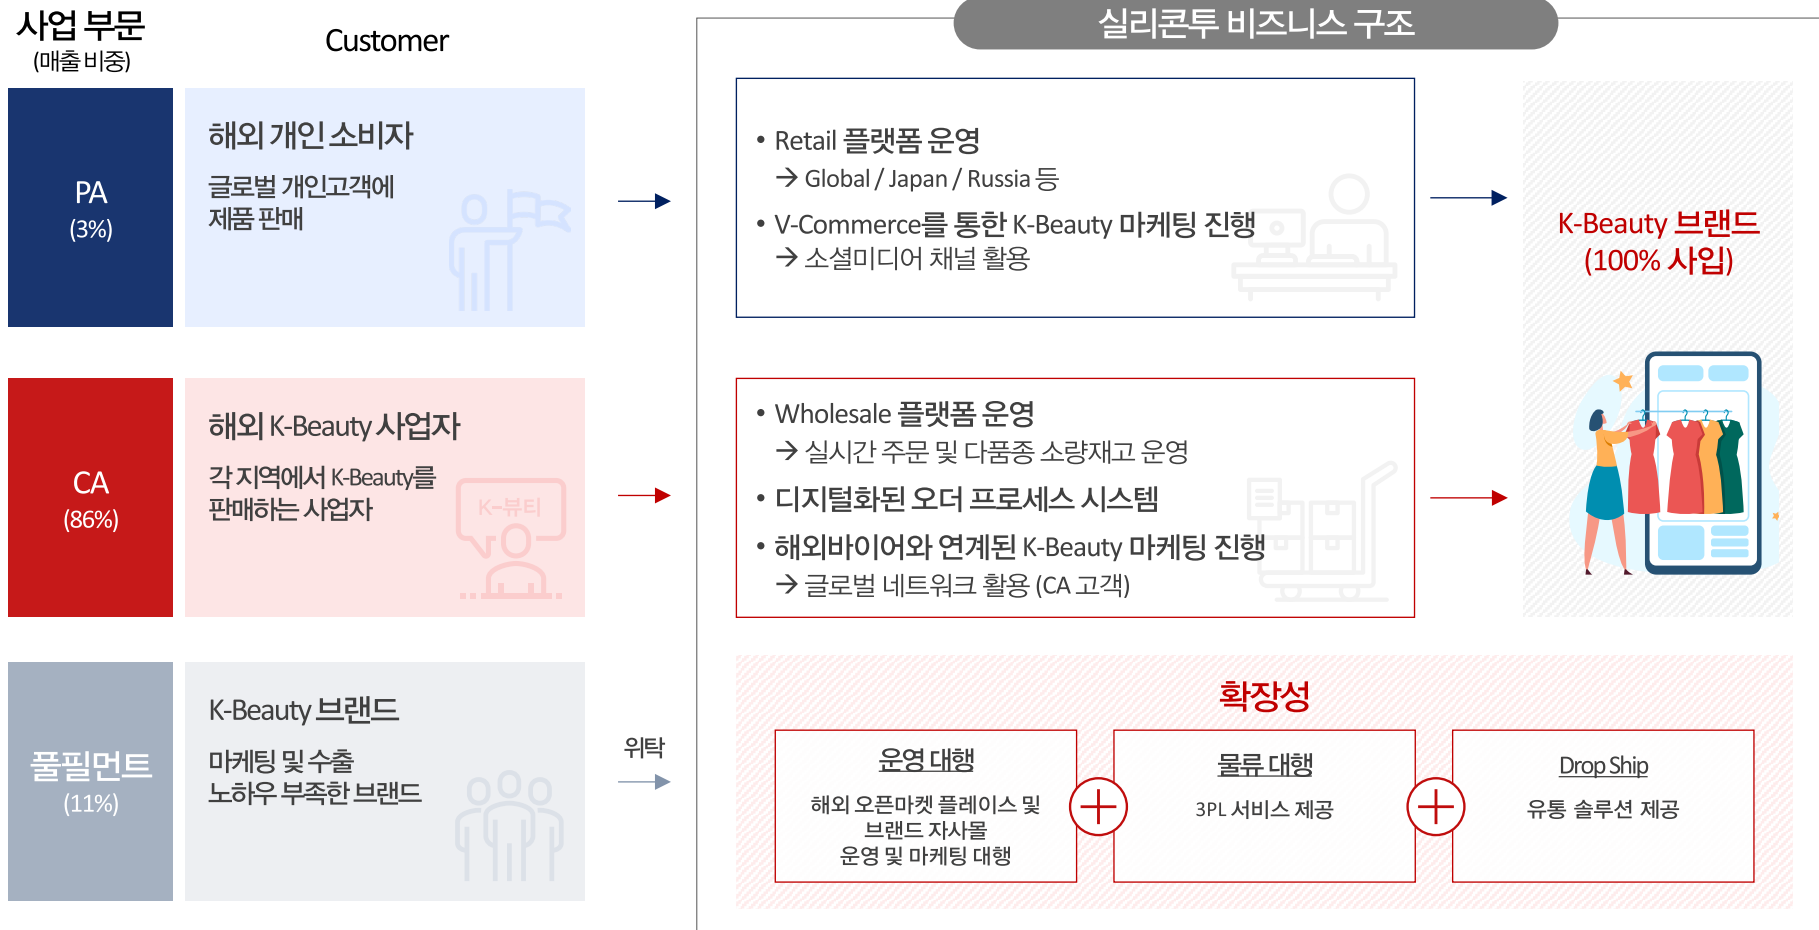 사업 부문
(매출 비중)
Customer
실리콘투 비즈니스 구조
PA
(3%)
해외 개인 소비자
글로벌 개인고객에
제품 판매
• Retail 플랫폼 운영
→ Global / Japan / Russia 등
• V-Commerce를 통한 K-Beauty 마케팅 진행
→ 소셜미디어 채널 활용
K-Beauty 브랜드
(100% 사입)
CA
(86%)
해외 K-Beauty 사업자
각 지역에서 K-Beauty를
판매하는 사업자
K-뷰티
• Wholesale 플랫폼 운영
→ 실시간 주문 및 다품종 소량재고 운영
• 디지털화된 오더 프로세스 시스템
• 해외바이어와 연계된 K-Beauty 마케팅 진행
→ 글로벌 네트워크 활용 (CA 고객)
풀필먼트
(11%)
K-Beauty 브랜드
마케팅 및 수출
노하우 부족한 브랜드
위탁
확장성
운영 대행
해외 오픈마켓 플레이스 및
브랜드 자사몰
운영 및 마케팅 대행
물류 대행
3PL 서비스 제공
Drop Ship
유통 솔루션 제공